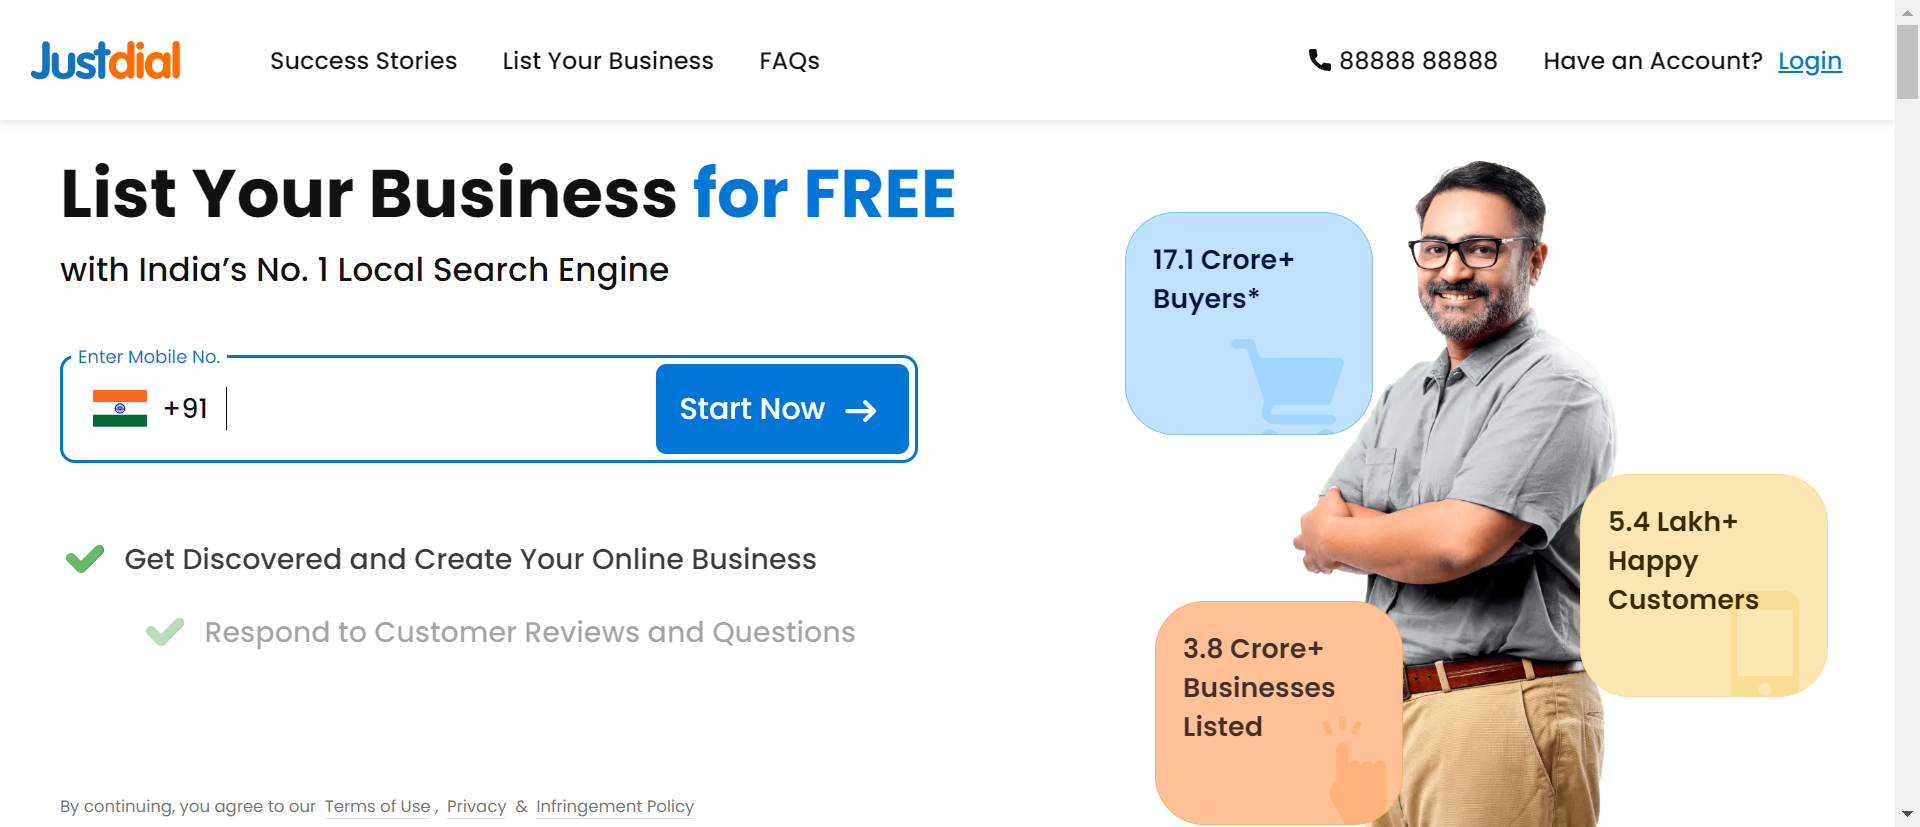 Justdial
Success Stories
List Your Business
FAQs
88888 88888
Have an Account? Login
List Your Business for FREE
with India's No. 1 Local Search Engine
Enter Mobile No.
+91
Start Now
Get Discovered and Create Your Online Business
Respond to Customer Reviews and Questions
By continuing, you agree to our Terms of Use , Privacy & Infringement Policy
17.1 Crore+
Buyers*
5.4 Lakh+
Happy
Customers
3.8 Crore+
Businesses
Listed